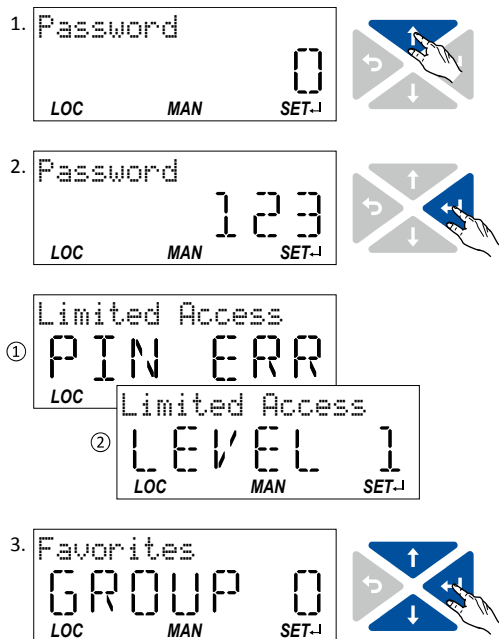 1. Password
0
LOC MAN SET↵
2. Password
123
LOC MAN SET↵
Limited Access
① PIN ERR
LOC
Limited Access
② LEVEL 1
LOC MAN SET↵
3. Favorites
GROUP 0
LOC MAN SET↵